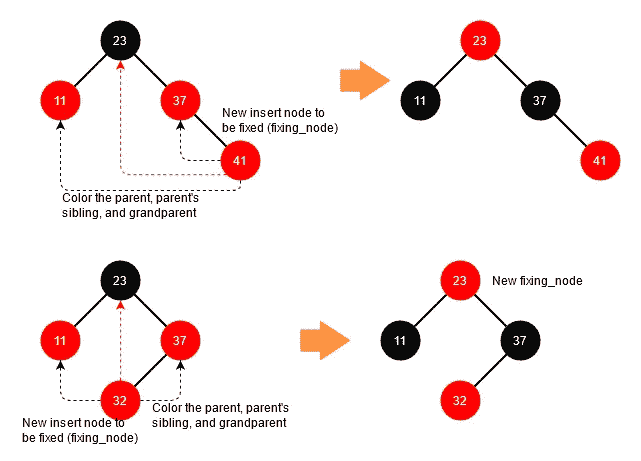 23
23
11
37
11
37
New insert node to
be fixed (fixing_node)
41
41
Color the parent, parent's
sibling, and grandparent
23
23
New fixing_node
11
37
11
37
32
32
Color the parent, parent's
sibling, and grandparent
New insert node to
be fixed (fixing_node)